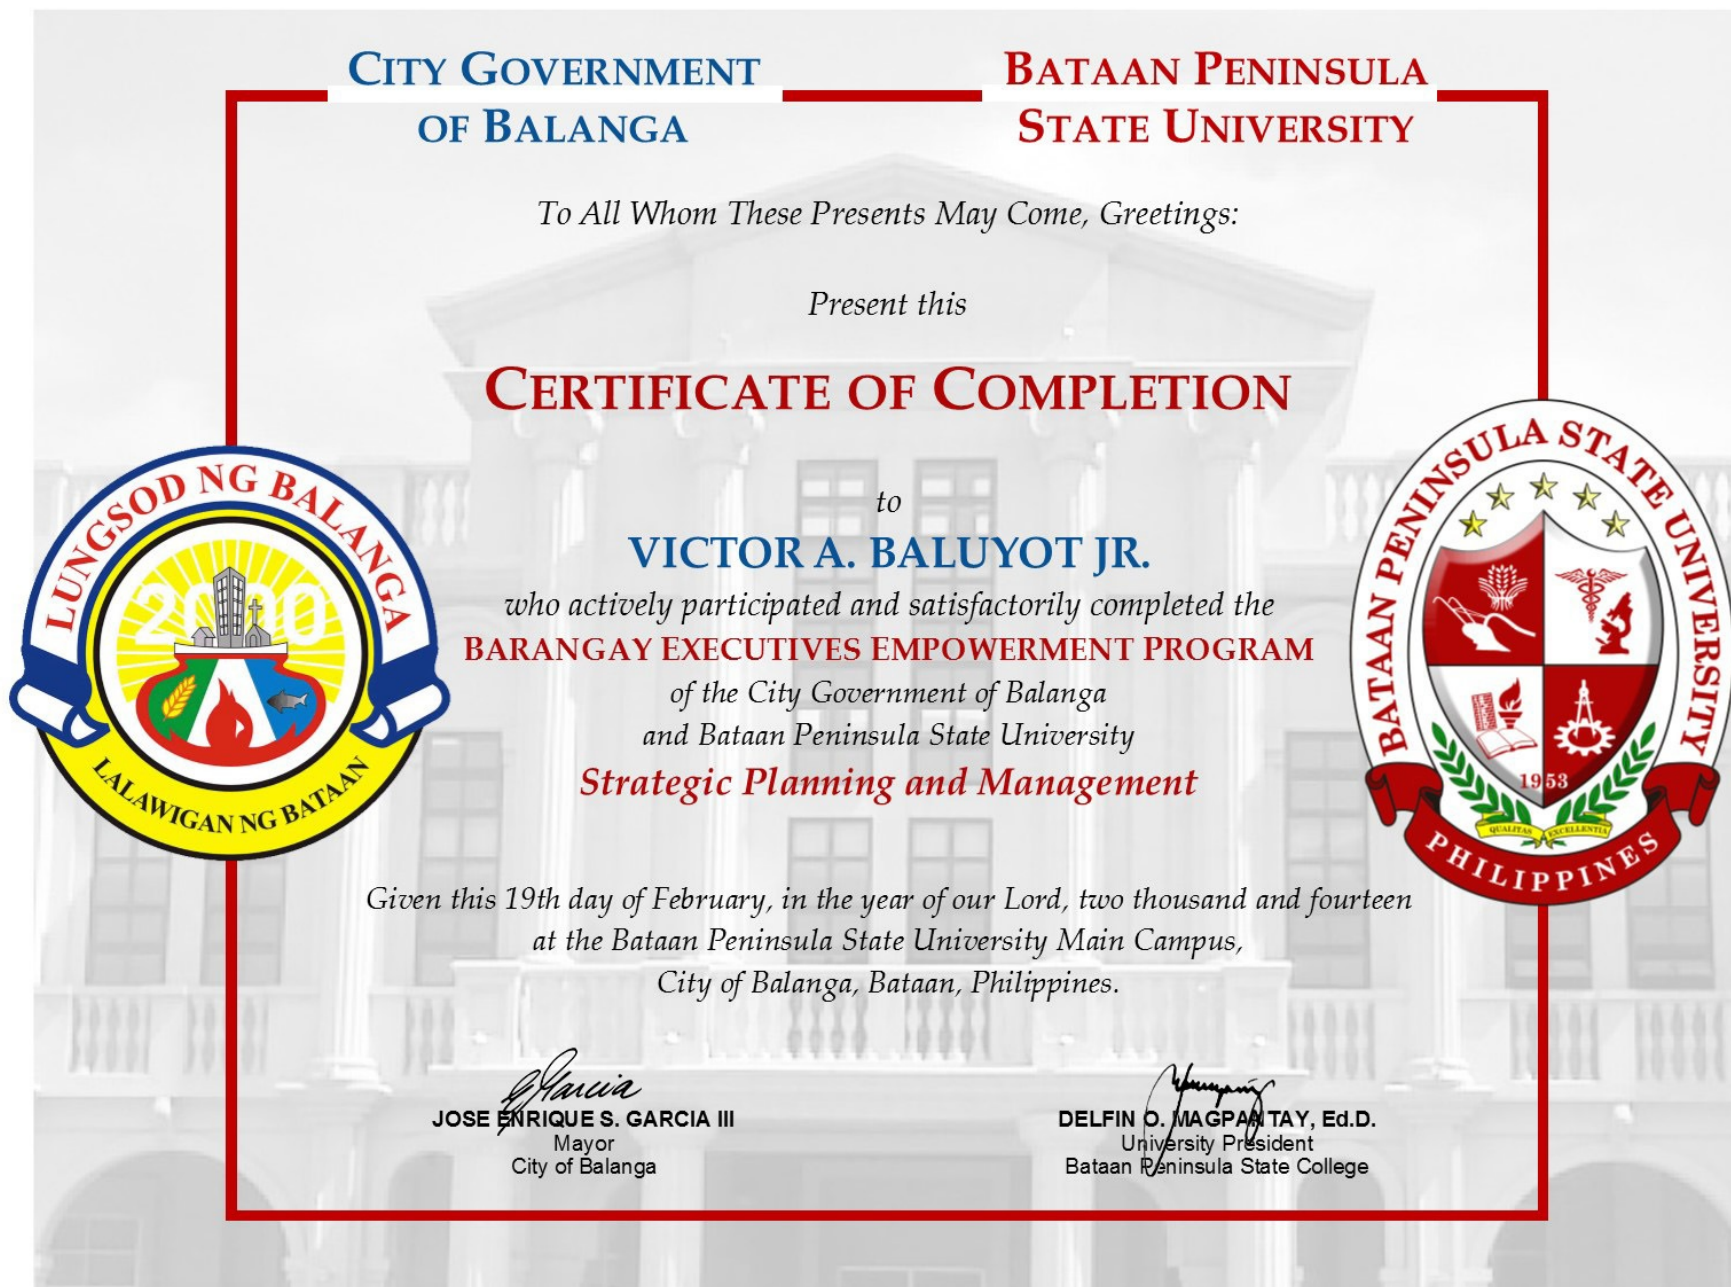 CITY GOVERNMENT
OF BALANGA
BATAAN PENINSULA
STATE UNIVERSITY
To All Whom These Presents May Come, Greetings:
Present this
CERTIFICATE OF COMPLETION
to
VICTOR A. BALUYOT JR.
who actively participated and satisfactorily completed the
BARANGAY EXECUTIVES EMPOWERMENT PROGRAM
of the City Government of Balanga
and Bataan Peninsula State University
Strategic Planning and Management
LUNGSOD NG BALANGA
2000
LALAWIGAN NG BATAAN
BATAAN PENINSULA STATE UNIVERSITY
1953
QUALITAS EXCELLENTIA
PHILIPPINES
Given this 19th day of February, in the year of our Lord, two thousand and fourteen
at the Bataan Peninsula State University Main Campus,
City of Balanga, Bataan, Philippines.
JOSE ENRIQUE S. GARCIA III
Mayor
City of Balanga
DELFIN O. MAGPANTAY, Ed.D.
University President
Bataan Peninsula State College